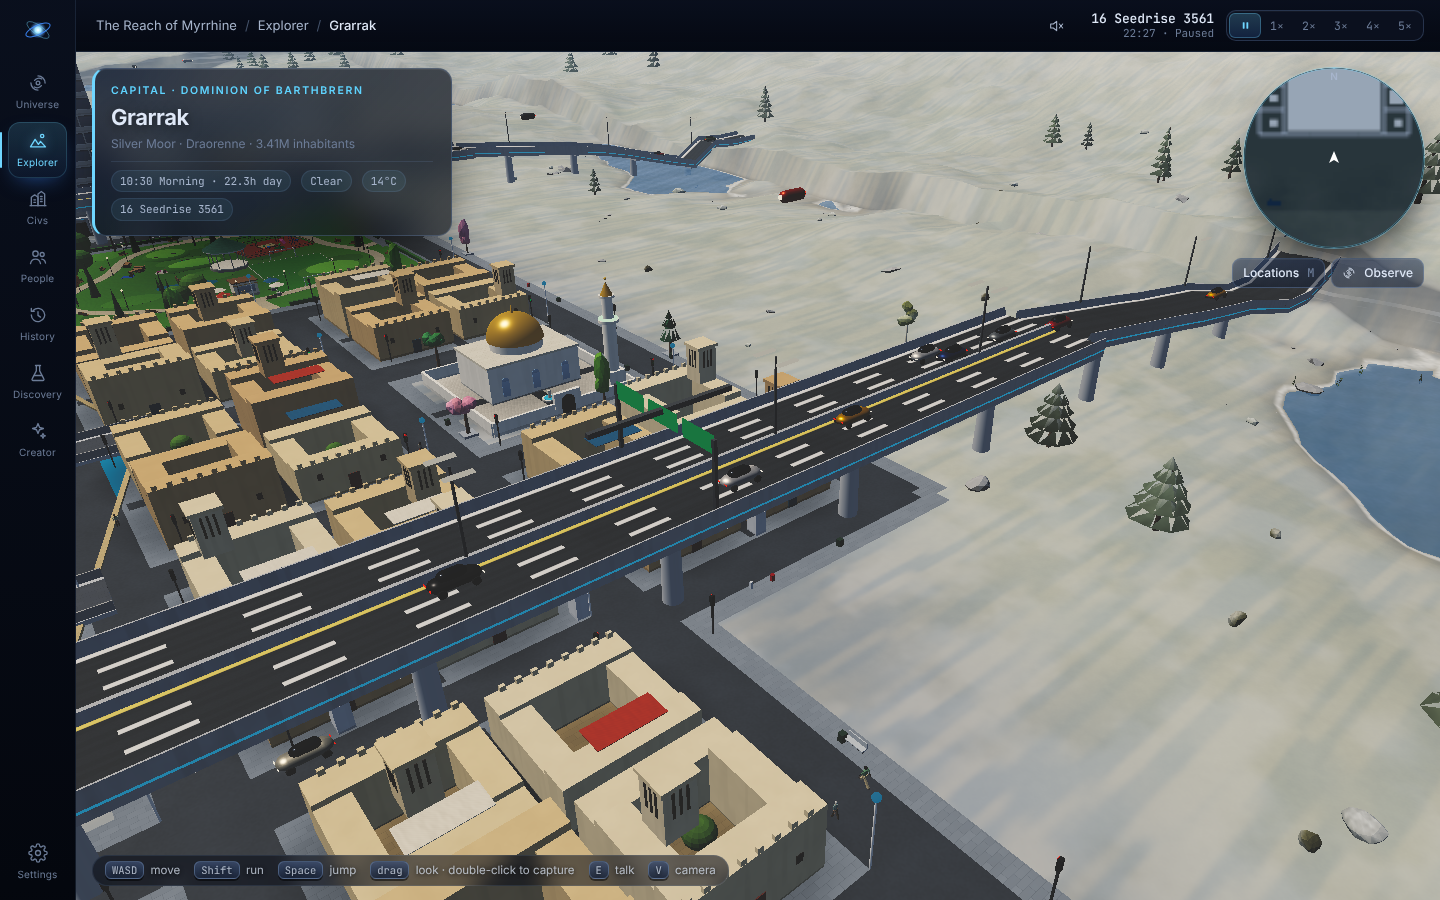 The Reach of Myrrhine / Explorer / Grarrak
16 Seedrise 3561
22:27 · Paused
1× 2× 3× 4× 5×
Universe
Explorer
Civs
People
History
Discovery
Creator
Settings
CAPITAL · DOMINION OF BARTHBRERN
Grarrak
Silver Moor · Draorenne · 3.41M inhabitants
10:30 Morning · 22.3h day
Clear
14°C
16 Seedrise 3561
N
Locations M
Observe
WASD move Shift run Space jump drag look · double-click to capture E talk V camera